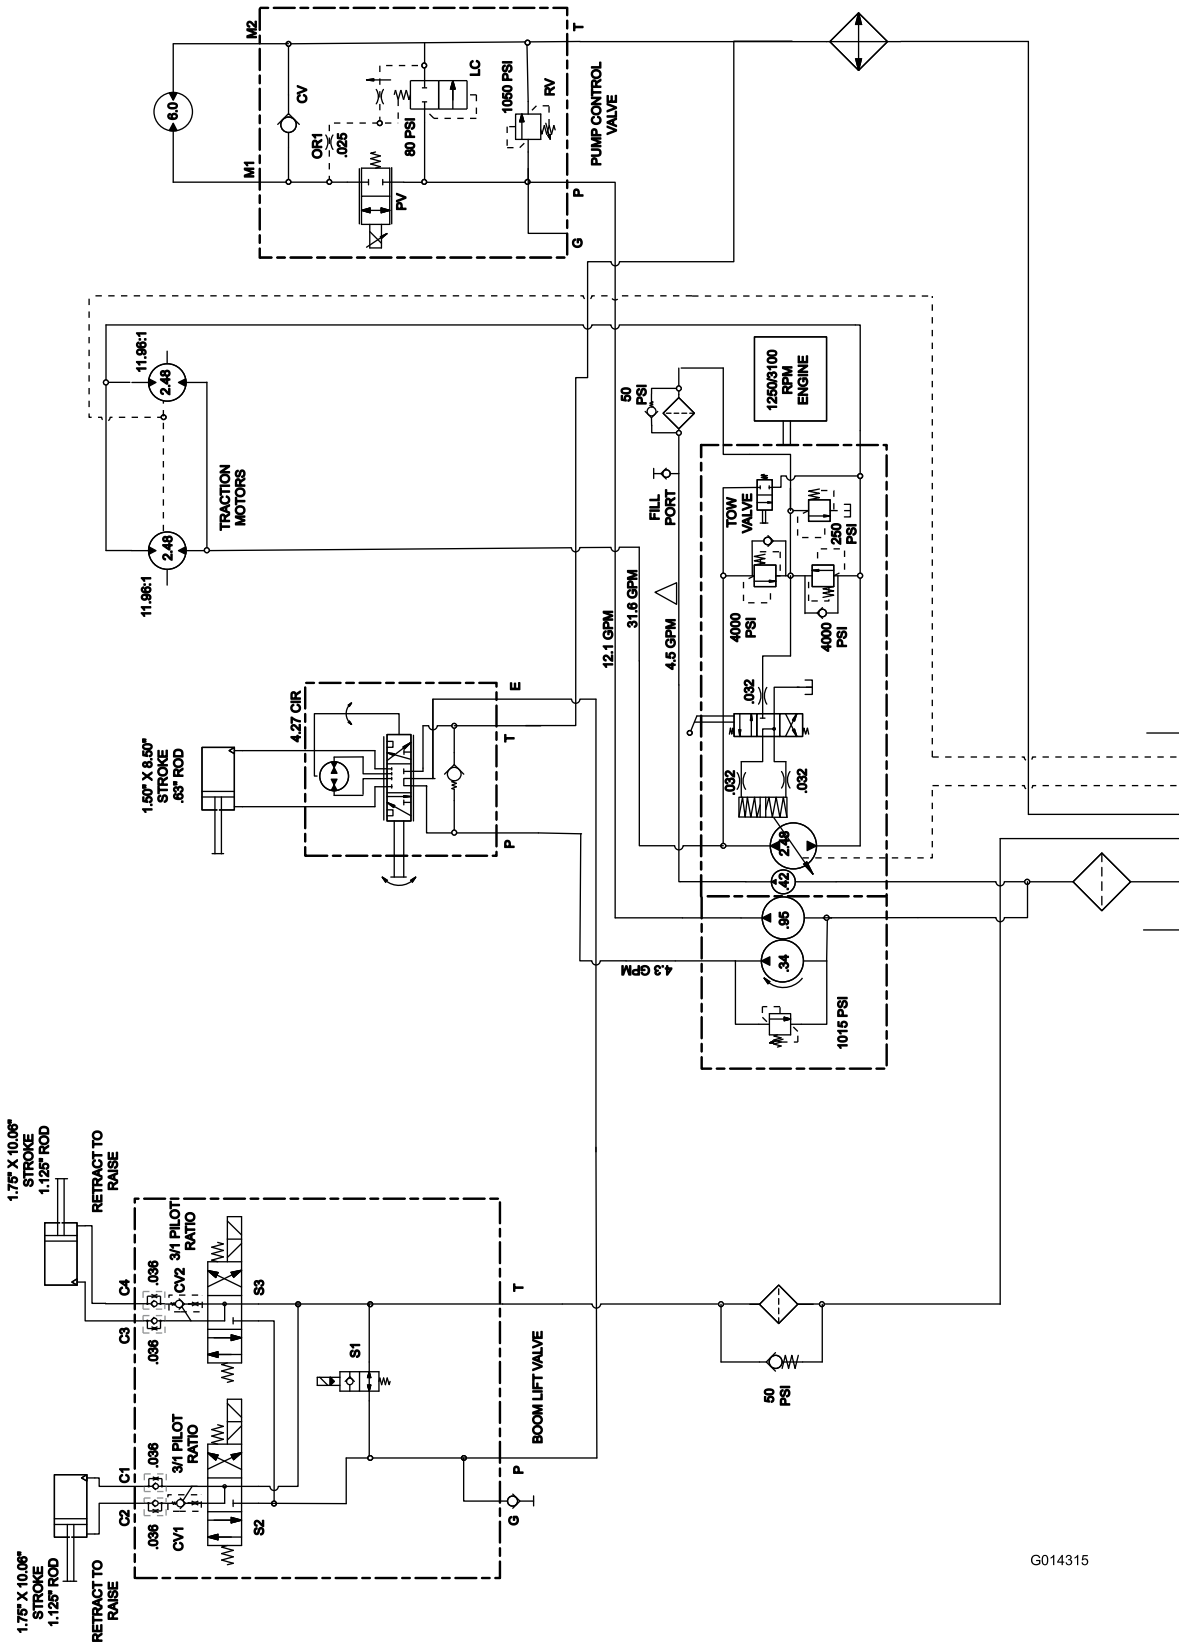 M2
T
6.0
CV
LC
1050 PSI
RV
OR1
.025
80 PSI
PUMP CONTROL
VALVE
M1
PV
P
G
11.98:1
2.48
TRACTION
MOTORS
11.98:1
2.48
50
PSI
1250/3100
RPM
ENGINE
FILL
PORT
TOW
VALVE
250
PSI
4000
PSI
4000
PSI
12.1 GPM
31.6 GPM
4.5 GPM
.032
.032
.032
2.48
.42
.95
.34
4.3 GPM
1015 PSI
1.50" X 8.50"
STROKE
.63" ROD
4.27 CIR
E
T
P
1.75" X 10.06"
STROKE
1.125" ROD
RETRACT TO
RAISE
C4
.036
3/1 PILOT
RATIO
CV2
C3
.036
S3
T
S1
BOOM LIFT VALVE
C1
.036
3/1 PILOT
RATIO
C2
.036
CV1
S2
P
G
1.75" X 10.06"
STROKE
1.125" ROD
RETRACT TO
RAISE
50
PSI
G014315